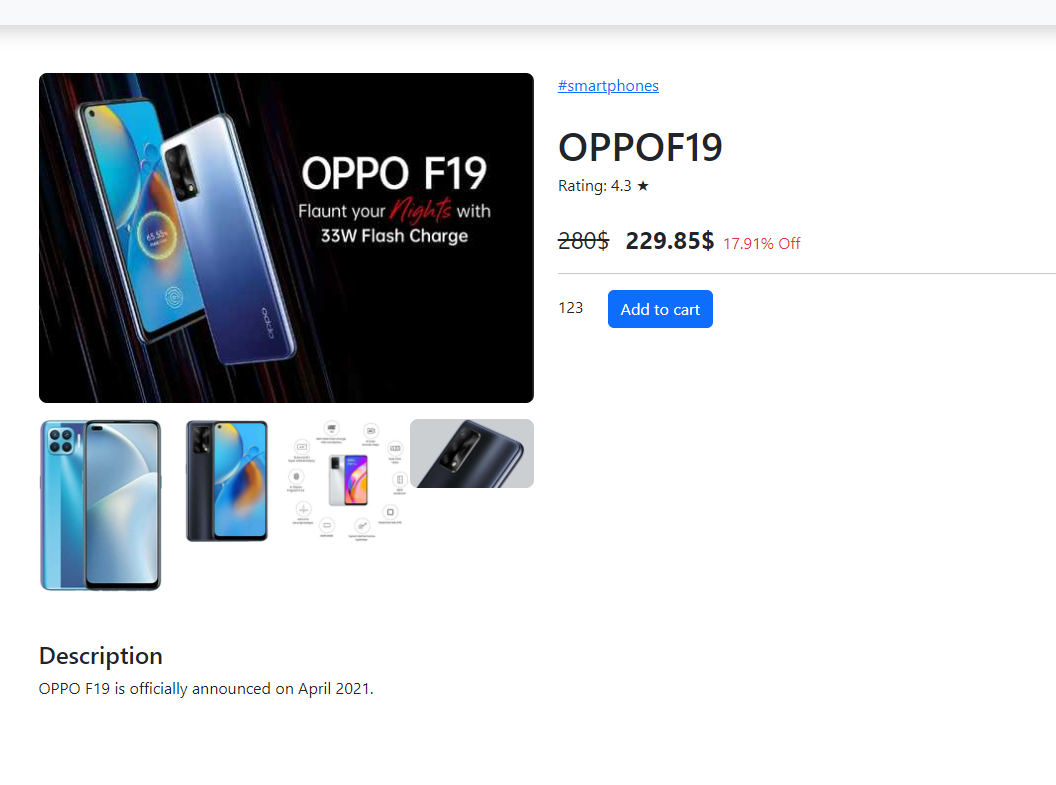 #smartphones
OPPO F19
Flaunt your Nights with
33W Flash Charge
OPPOF19
Rating: 4.3 ★
280$ 229.85$ 17.91% Off
123 Add to cart
oppo
Description
OPPO F19 is officially announced on April 2021.